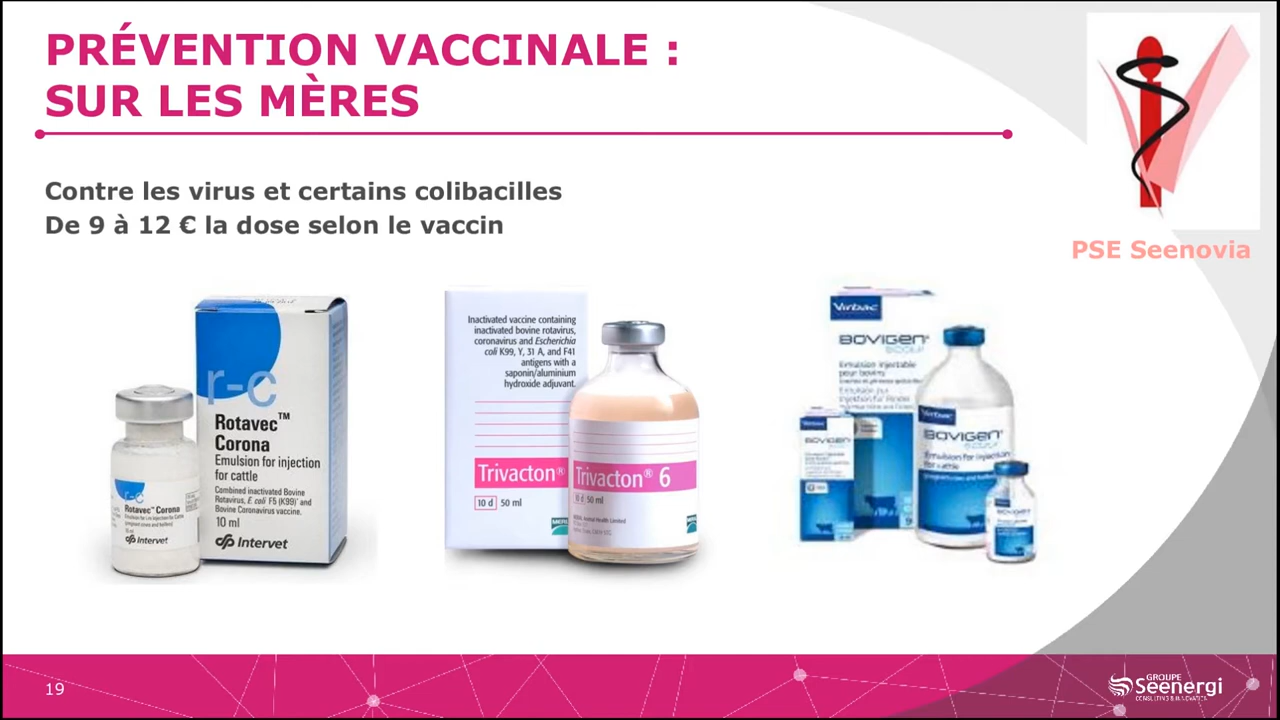 PRÉVENTION VACCINALE :
SUR LES MÈRES
Contre les virus et certains colibacilles
De 9 à 12 € la dose selon le vaccin
PSE Seenovia
r-c
Rotavec™
Corona
Emulsion for injection
for cattle
Combined inactivated Bovine
Rotavirus, E. coli F5 (K99) and
Bovine Coronavirus vaccine.
10 ml
Intervet
r-c
Rotavec™ Corona
Intervet
Inactivated vaccine containing
inactivated bovine rotavirus,
coronavirus and Escherichia
coli K99, Y, 31 A, and F41
antigens with a
saponin/aluminium
hydroxide adjuvant.
Trivacton®
10 d 50 ml
Trivacton® 6
10 d 50 ml
Virbac
BOVIGEN
Emulsion injectable
pour bovins
Virbac
BOVIGEN
Emulsion for injection
for cattle
BOVIGEN
BOVIGEN
19
GROUPE
Seenergi
CONSULTING & INNOVATION